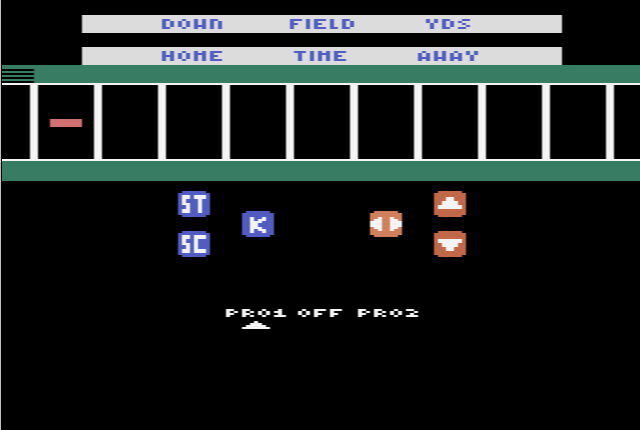 DOWN FIELD YDS
HOME TIME AWAY
ST
K
SC
PRO1 OFF PRO2